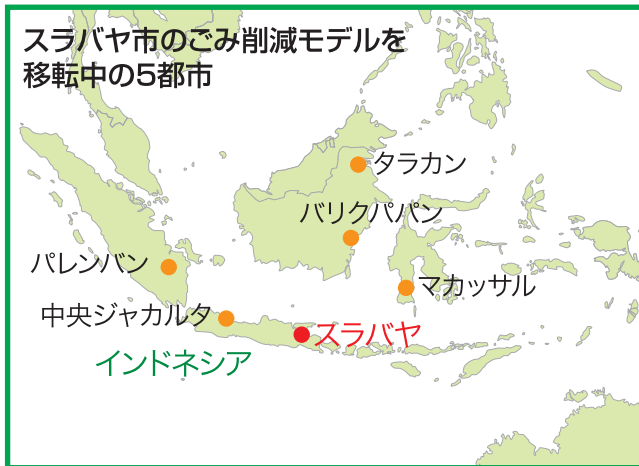 スラバヤ市のごみ削減モデルを
移転中の5都市
タラカン
バリクパパン
パレンバン
マカッサル
中央ジャカルタ
スラバヤ
インドネシア